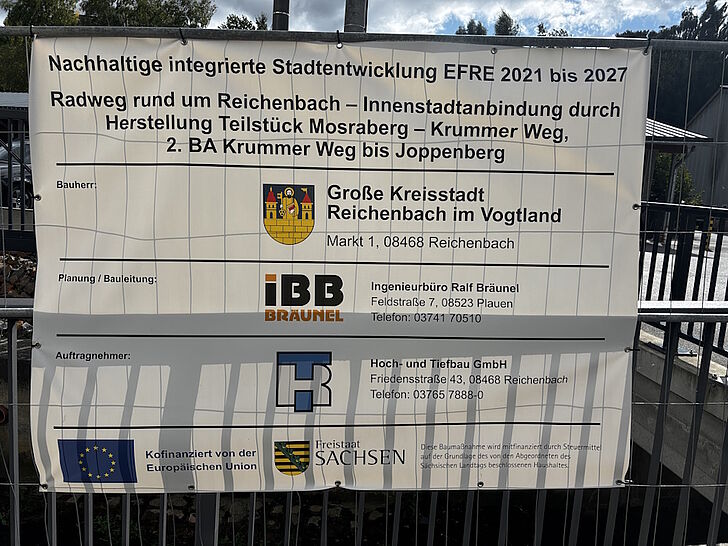 Nachhaltige integrierte Stadtentwicklung EFRE 2021 bis 2027
Radweg rund um Reichenbach – Innenstadtanbindung durch
Herstellung Teilstück Mosraberg – Krummer Weg,
2. BA Krummer Weg bis Joppenberg
Bauherr:
Große Kreisstadt
Reichenbach im Vogtland
Markt 1, 08468 Reichenbach
Planung / Bauleitung:
iBB
BRÄUNEL
Ingenieurbüro Ralf Bräunel
Feldstraße 7, 08523 Plauen
Telefon: 03741 70510
Auftragnehmer:
HTR
Hoch- und Tiefbau GmbH
Friedensstraße 43, 08468 Reichenbach
Telefon: 03765 7888-0
Kofinanziert von der
Europäischen Union
Freistaat
SACHSEN
Diese Baumaßnahme wird mitfinanziert durch Steuermittel
auf der Grundlage des von den Abgeordneten des
Sächsischen Landtags beschlossenen Haushaltes.